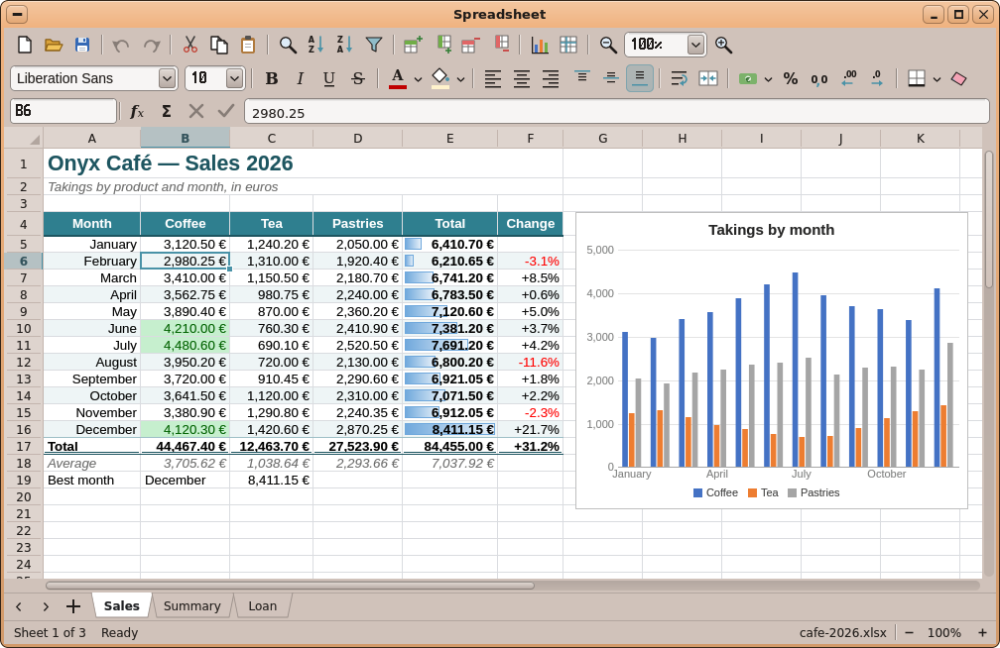 Spreadsheet
100%
Liberation Sans 10 B I U S A % 0,0 .00 .0
B6 fx Σ 2980.25
A B C D E F G H I J K
1 Onyx Café — Sales 2026
2 Takings by product and month, in euros
3
4 Month Coffee Tea Pastries Total Change
5 January 3,120.50 € 1,240.20 € 2,050.00 € 6,410.70 €
6 February 2,980.25 € 1,310.00 € 1,920.40 € 6,210.65 € -3.1%
7 March 3,410.00 € 1,150.50 € 2,180.70 € 6,741.20 € +8.5%
8 April 3,562.75 € 980.75 € 2,240.00 € 6,783.50 € +0.6%
9 May 3,890.40 € 870.00 € 2,360.20 € 7,120.60 € +5.0%
10 June 4,210.00 € 760.30 € 2,410.90 € 7,381.20 € +3.7%
11 July 4,480.60 € 690.10 € 2,520.50 € 7,691.20 € +4.2%
12 August 3,950.20 € 720.00 € 2,130.00 € 6,800.20 € -11.6%
13 September 3,720.00 € 910.45 € 2,290.60 € 6,921.05 € +1.8%
14 October 3,641.50 € 1,120.00 € 2,310.00 € 7,071.50 € +2.2%
15 November 3,380.90 € 1,290.80 € 2,240.35 € 6,912.05 € -2.3%
16 December 4,120.30 € 1,420.60 € 2,870.25 € 8,411.15 € +21.7%
17 Total 44,467.40 € 12,463.70 € 27,523.90 € 84,455.00 € +31.2%
18 Average 3,705.62 € 1,038.64 € 2,293.66 € 7,037.92 €
19 Best month December 8,411.15 €
20
21
22
23
24
25
Takings by month
5,000
4,000
3,000
2,000
1,000
0
January April July October
Coffee Tea Pastries
Sales Summary Loan
Sheet 1 of 3 Ready cafe-2026.xlsx − 100% +